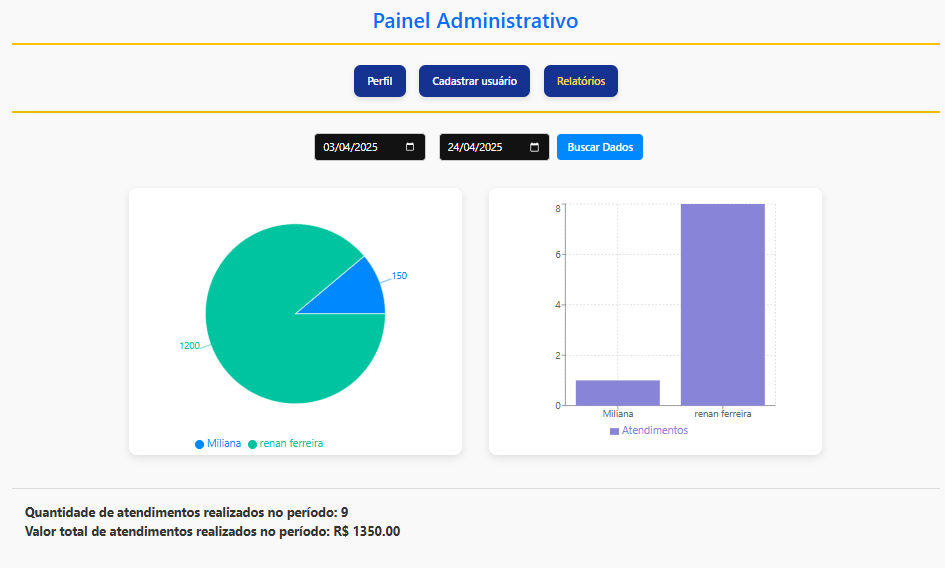 Painel Administrativo
Perfil
Cadastrar usuário
Relatórios
03/04/2025
24/04/2025
Buscar Dados
150
1200
Miliana
renan ferreira
8
6
4
2
0
Miliana
renan ferreira
Atendimentos
Quantidade de atendimentos realizados no período: 9
Valor total de atendimentos realizados no período: R$ 1350.00